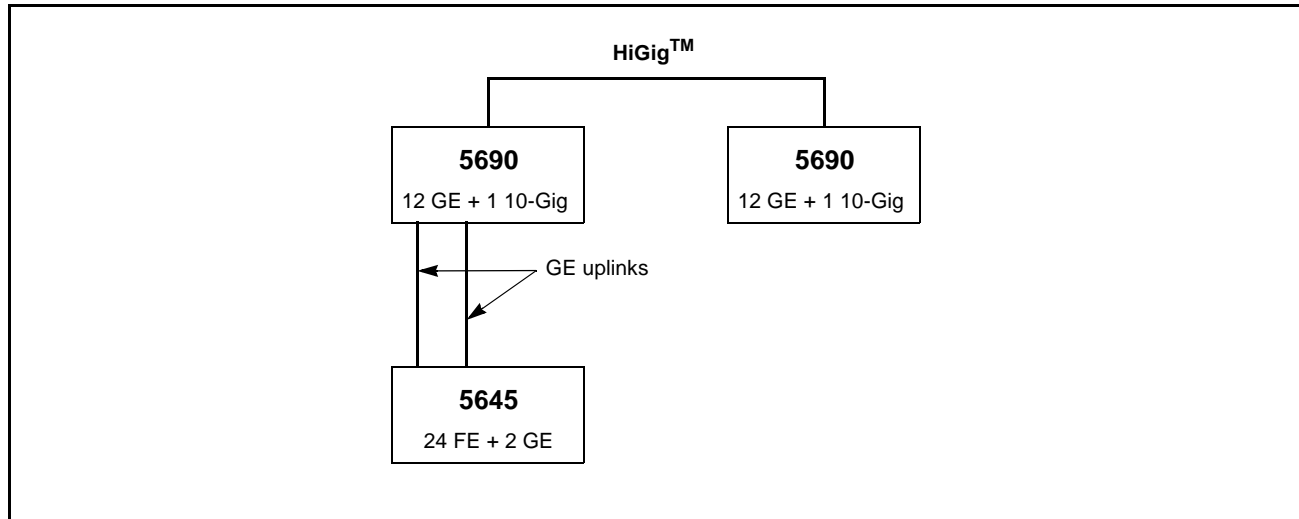 HiGig™
5690
12 GE + 1 10-Gig
5690
12 GE + 1 10-Gig
GE uplinks
5645
24 FE + 2 GE